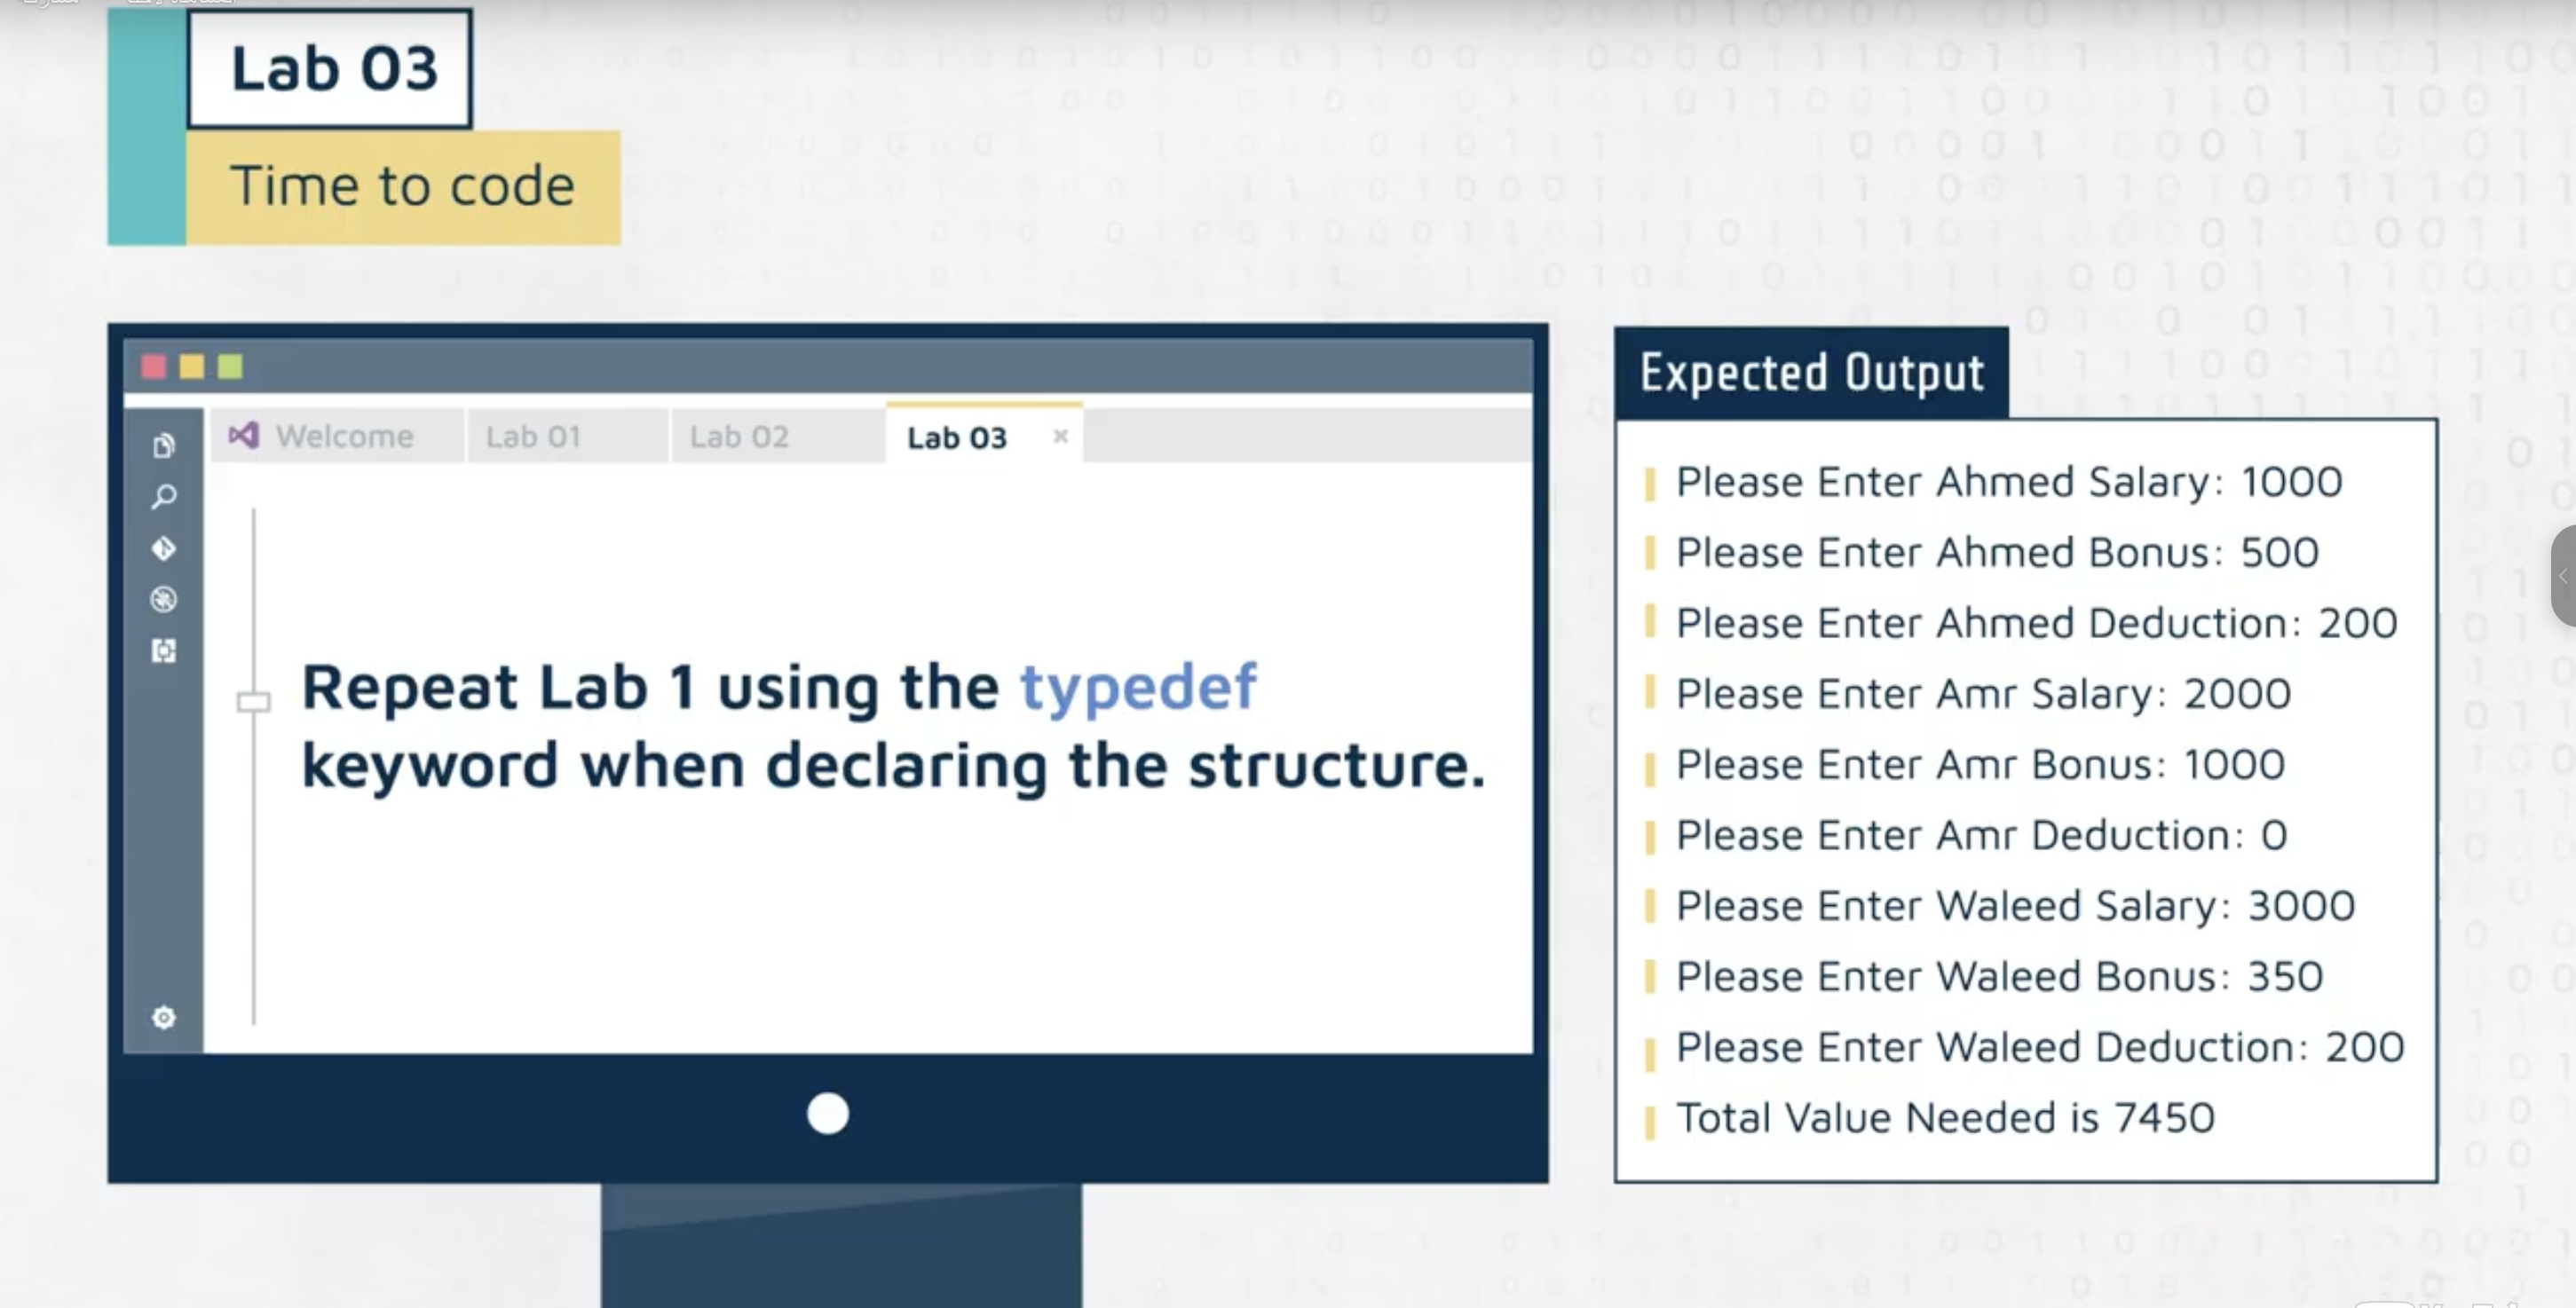 Lab 03
Time to code
Welcome
Lab 01
Lab 02
Lab 03
Repeat Lab 1 using the typedef
keyword when declaring the structure.
Expected Output
Please Enter Ahmed Salary: 1000
Please Enter Ahmed Bonus: 500
Please Enter Ahmed Deduction: 200
Please Enter Amr Salary: 2000
Please Enter Amr Bonus: 1000
Please Enter Amr Deduction: 0
Please Enter Waleed Salary: 3000
Please Enter Waleed Bonus: 350
Please Enter Waleed Deduction: 200
Total Value Needed is 7450